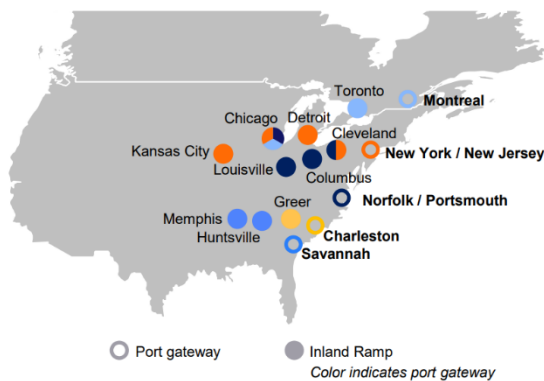 Toronto
Montreal
Chicago
Detroit
Cleveland
Kansas City
New York / New Jersey
Louisville
Columbus
Norfolk / Portsmouth
Greer
Memphis
Huntsville
Charleston
Savannah
Port gateway
Inland Ramp
Color indicates port gateway